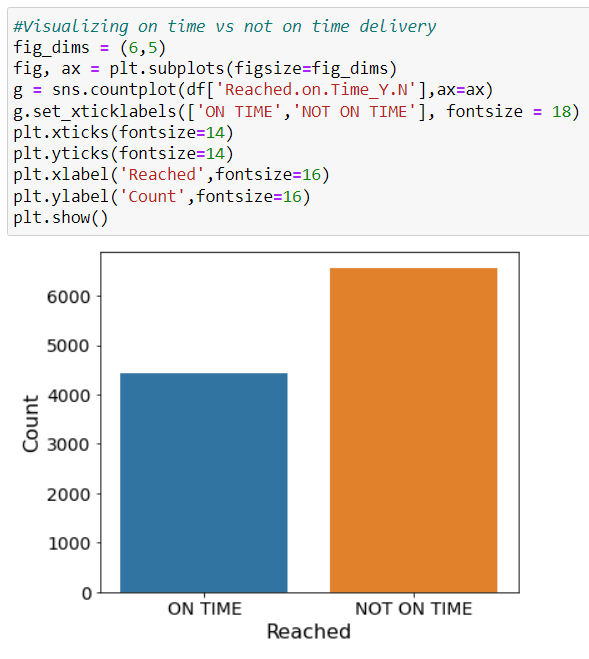 #Visualizing on time vs not on time delivery
fig_dims = (6,5)
fig, ax = plt.subplots(figsize=fig_dims)
g = sns.countplot(df['Reached.on.Time_Y.N'],ax=ax)
g.set_xticklabels(['ON TIME','NOT ON TIME'], fontsize = 18)
plt.xticks(fontsize=14)
plt.yticks(fontsize=14)
plt.xlabel('Reached',fontsize=16)
plt.ylabel('Count',fontsize=16)
plt.show()
6000
5000
4000
3000
2000
1000
0
Count
ON TIME NOT ON TIME
Reached